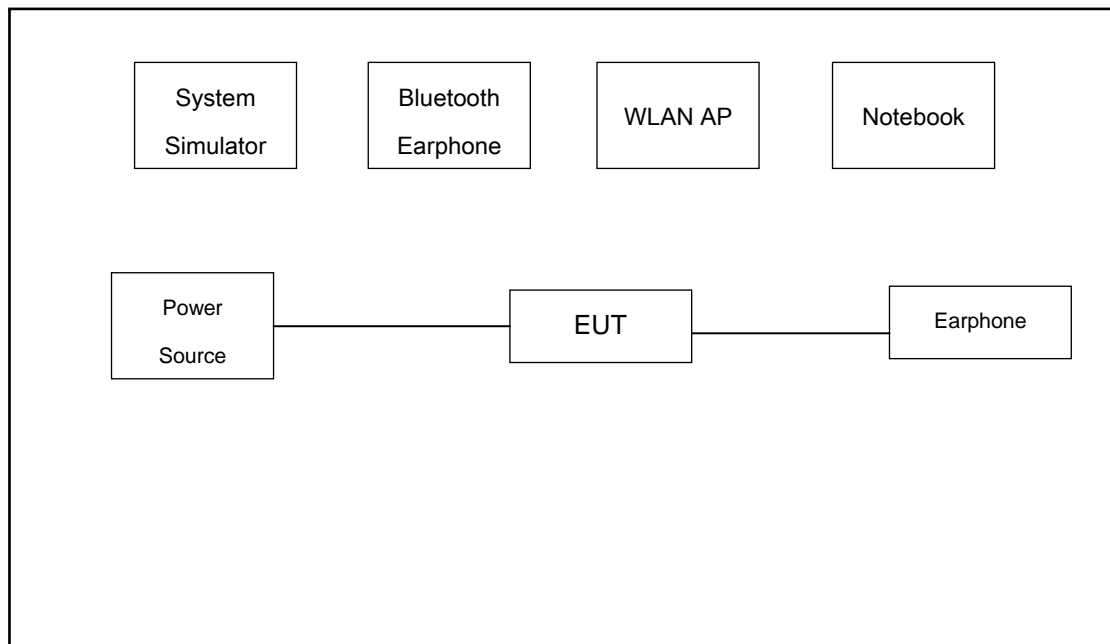 System
Simulator
Bluetooth
Earphone
WLAN AP
Notebook
Power
Source
EUT
Earphone